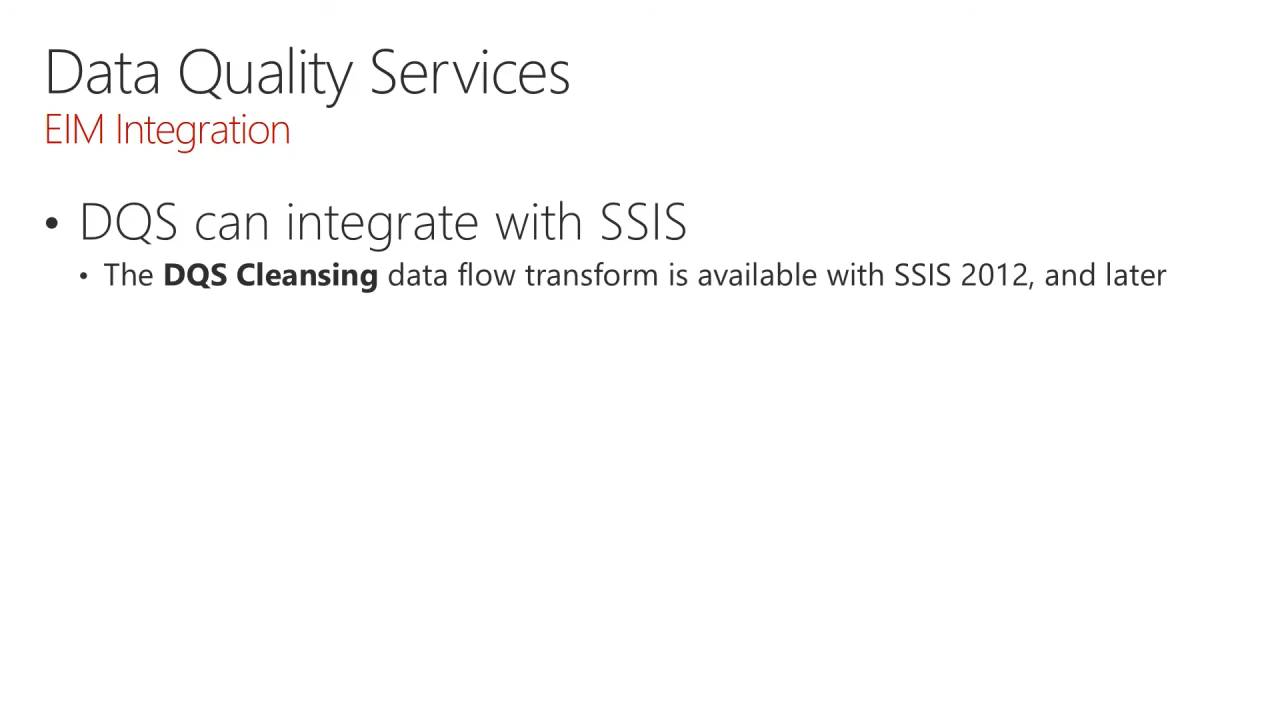 Data Quality Services
EIM Integration
• DQS can integrate with SSIS
• The DQS Cleansing data flow transform is available with SSIS 2012, and later